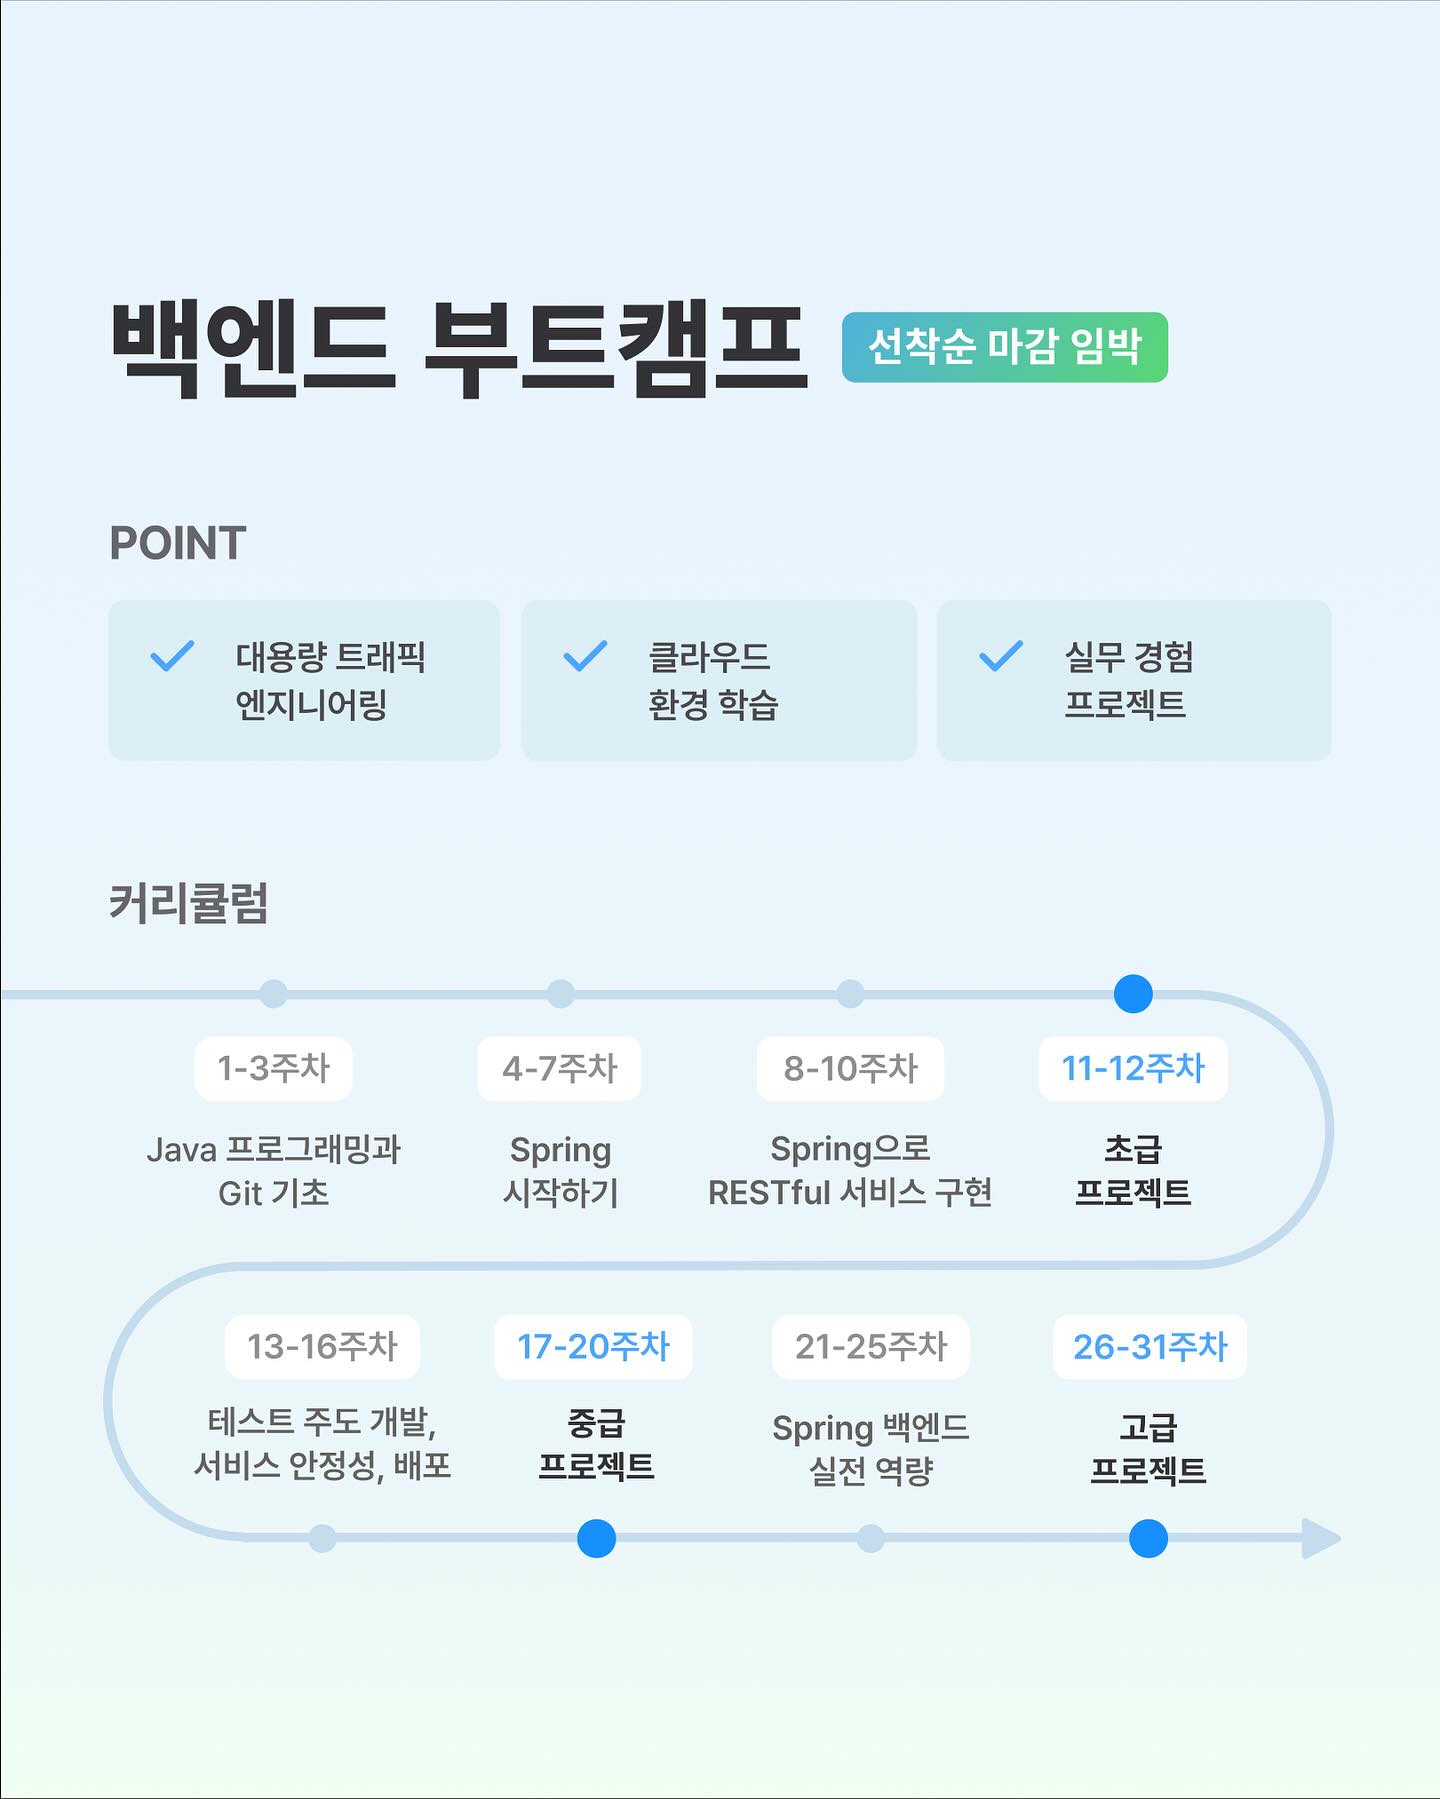 백엔드 부트캠프
선착순 마감 임박
POINT
대용량 트래픽
엔지니어링
클라우드
환경 학습
실무 경험
프로젝트
커리큘럼
1-3주차
Java 프로그래밍과
Git 기초
4-7주차
Spring
시작하기
8-10주차
Spring으로
RESTful 서비스 구현
11-12주차
초급
프로젝트
13-16주차
테스트 주도 개발,
서비스 안정성, 배포
17-20주차
중급
프로젝트
21-25주차
Spring 백엔드
실전 역량
26-31주차
고급
프로젝트